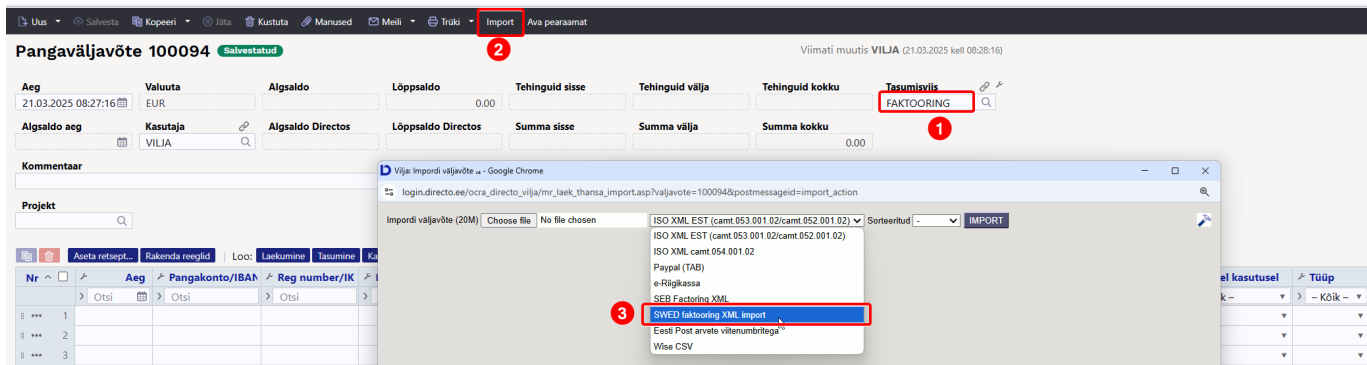 Uus Salvesta Kopeeri Jäta Kustuta Manused Meili Trüki Import Ava pearaamat
2
Pangaväljavõte 100094 Salvestatud
Viimati muutis VILJA (21.03.2025 kell 08:28:16)
Aeg Valuuta Algsaldo Lõppsaldo Tehinguid sisse Tehinguid välja Tehinguid kokku Tasumisviis
21.03.2025 08:27:16 EUR 0.00 FAKTOORING
1
Algsaldo aeg Kasutaja Algsaldo Directos Lõppsaldo Directos Summa sisse Summa välja Summa kokku
VILJA 0.00
Kommentaar
Projekt
Vilja: Impordi väljavõte - Google Chrome
login.directo.ee/ocra_directo_vilja/mr_laek_thansa_import.asp?valjavote=100094&postmessageid=import_action
Impordi väljavõte (20M) Choose file No file chosen ISO XML EST (camt.053.001.02/camt.052.001.02) Sorteeritud - IMPORT
ISO XML EST (camt.053.001.02/camt.052.001.02)
ISO XML camt.054.001.02
Paypal (TAB)
e-Riigikassa
SEB Factoring XML
3 SWED faktooring XML import
Eesti Post arvete viitenumbritega
Wise CSV
Aseta retsept... Rakenda reeglid Loo: Laekumine Tasumine Ka
Nr Aeg Pangakonto/IBAN Reg number/IK el kasutusel Tüüp
Otsi Otsi Otsi k – – Kõik –
1
2
3